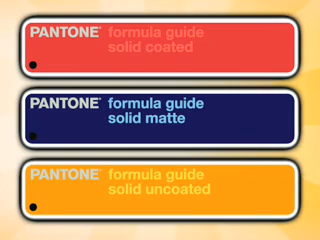 PANTONE® formula guide
solid coated
PANTONE® formula guide
solid matte
PANTONE® formula guide
solid uncoated